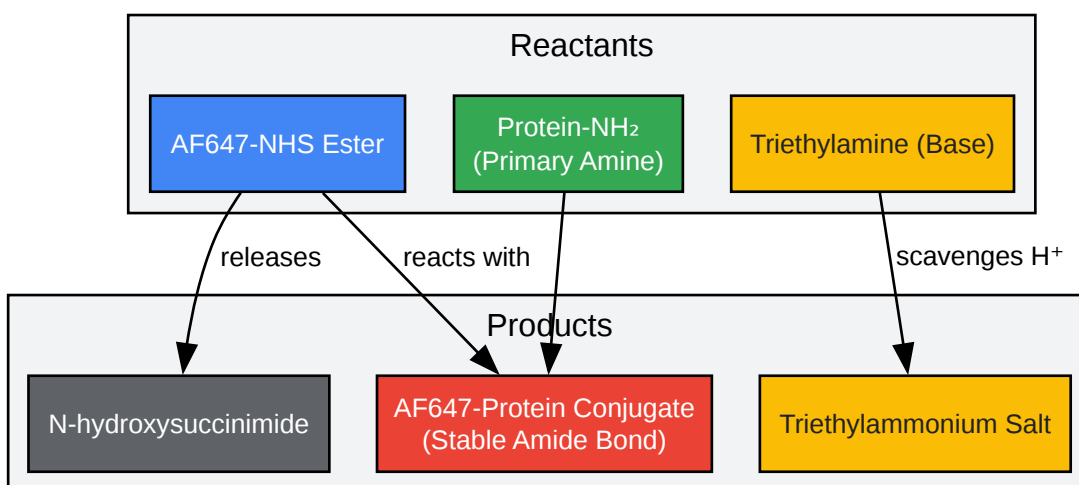 Reactants
AF647-NHS Ester
Protein-NH₂
(Primary Amine)
Triethylamine (Base)
releases
reacts with
scavenges H⁺
Products
N-hydroxysuccinimide
AF647-Protein Conjugate
(Stable Amide Bond)
Triethylammonium Salt